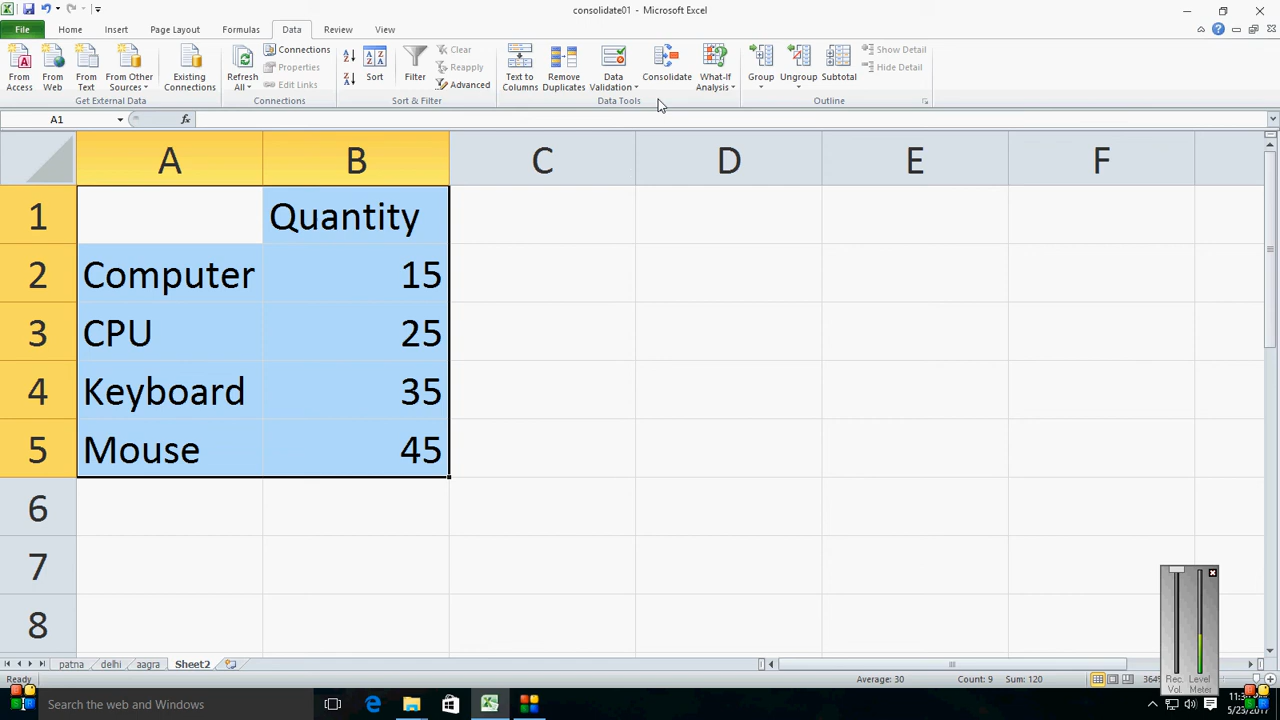 consolidate01 - Microsoft Excel
File Home Insert Page Layout Formulas Data Review View
From Access
From Web
From Text
From Other Sources
Existing Connections
Refresh All
Connections
Properties
Edit Links
Sort
Filter
Clear
Reapply
Advanced
Text to Columns
Remove Duplicates
Data Validation
Consolidate
What-If Analysis
Group
Ungroup
Subtotal
Show Detail
Hide Detail
Get External Data Connections Sort & Filter Data Tools Outline
A1 fx
A B C D E F
1 Quantity
2 Computer 15
3 CPU 25
4 Keyboard 35
5 Mouse 45
6
7
8
patna delhi aagra Sheet2
Ready Average: 30 Count: 9 Sum: 120
Rec. Vol Level Meter
Search the web and Windows
5/23/2017